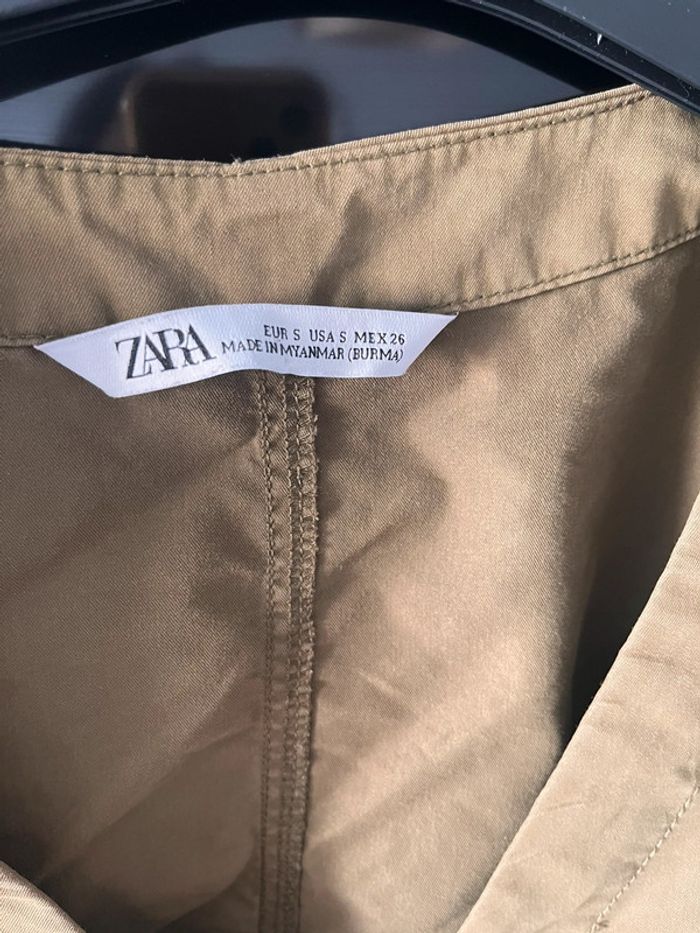 ZARA
EUR S USA S MEX 26
MADE IN MYANMAR (BURMA)